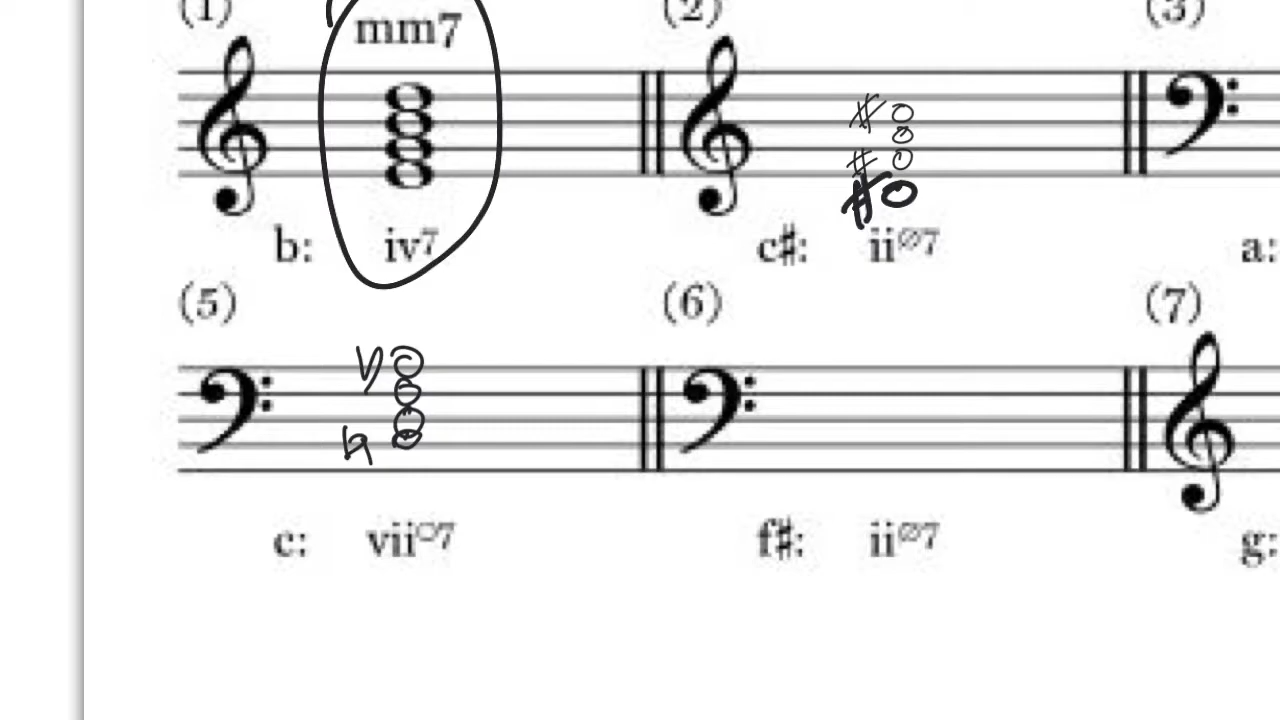 (1) (2) (3)
mm7
b: iv7 c♯: iiø7 a:
(5) (6) (7)
c: vii○7 f♯: iiø7 g: